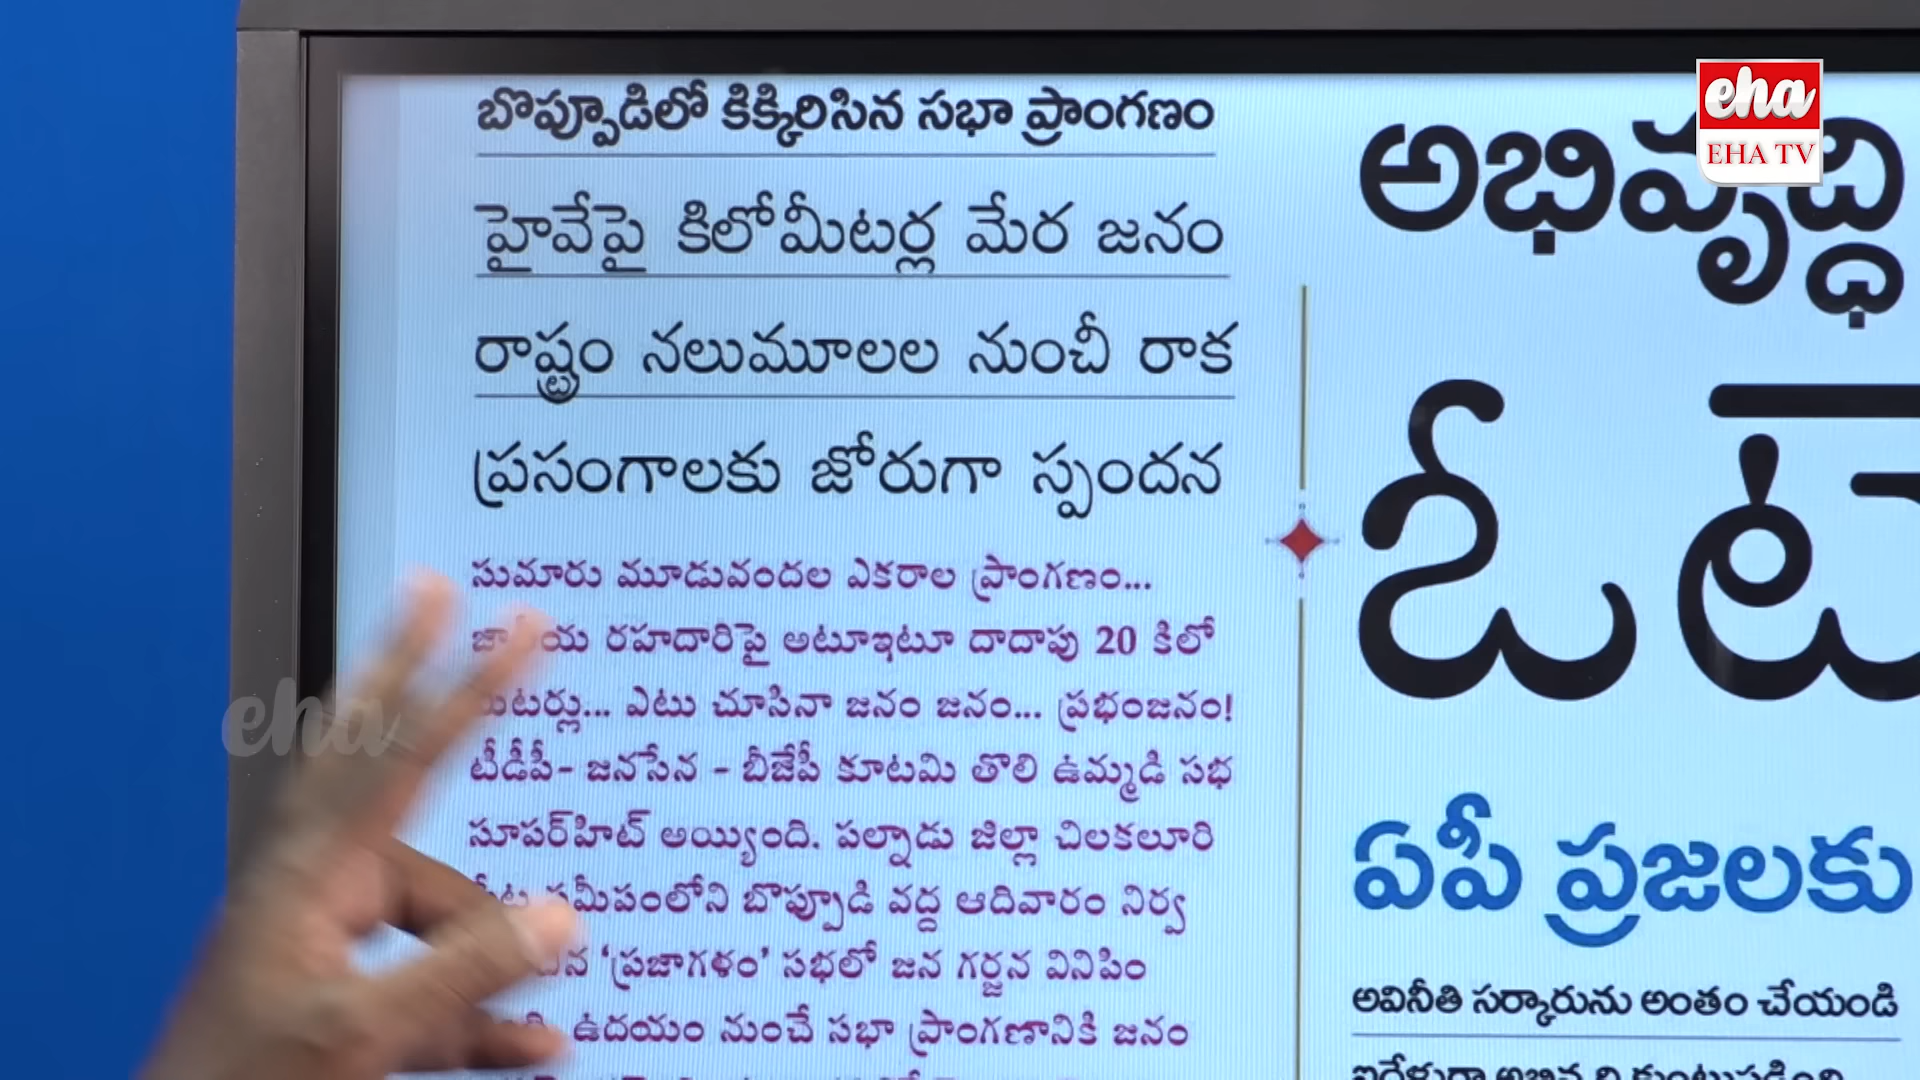 బొప్పూడిలో కిక్కిరిసిన సభా ప్రాంగణం
హైవేపై కిలోమీటర్ల మేర జనం
రాష్ట్రం నలుమూలల నుంచీ రాక
ప్రసంగాలకు జోరుగా స్పందన
సుమారు మూడువందల ఎకరాల ప్రాంగణం...
రహదారిపై అటూఇటూ దాదాపు 20 కిలో
ఎటు చూసినా జనం జనం... ప్రభంజనం!
టీడీపీ- జనసేన - బీజేపీ కూటమి తొలి ఉమ్మడి సభ
సూపర్‌హిట్ అయ్యింది. పల్నాడు జిల్లా చిలకలూరి
బొప్పూడి వద్ద ఆదివారం నిర్వ
‘ప్రజాగళం’ సభలో జన గర్జన వినిపిం
ఉదయం నుంచే సభా ప్రాంగణానికి జనం
అభివృద్ధి
ఏపీ ప్రజలకు
అవినీతి సర్కారును అంతం చేయండి
eha
EHA TV
eha